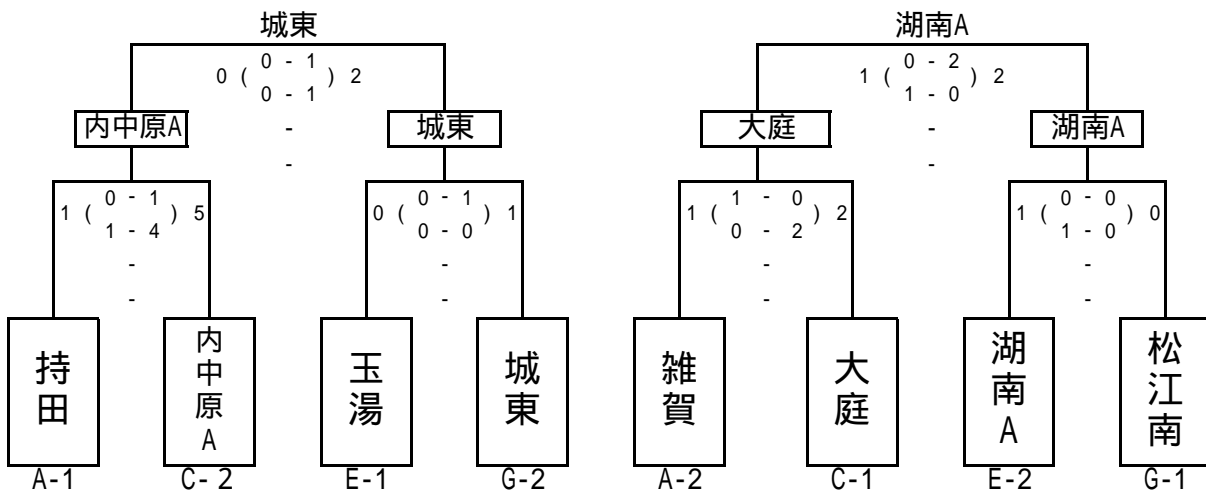 城東 湖南A
0 ( 0 - 1 ) 2 1 ( 0 - 2 ) 2
0 - 1 1 - 0
内中原A - 城東 大庭 - 湖南A
- -
1 ( 0 - 1 ) 5 0 ( 0 - 1 ) 1 1 ( 1 - 0 ) 2 1 ( 0 - 0 ) 0
1 - 4 0 - 0 0 - 2 1 - 0
- - - -
- - - -
持田 内中原A 玉湯 城東 雑賀 大庭 湖南A 松江南
A-1 C-2 E-1 G-2 A-2 C-1 E-2 G-1